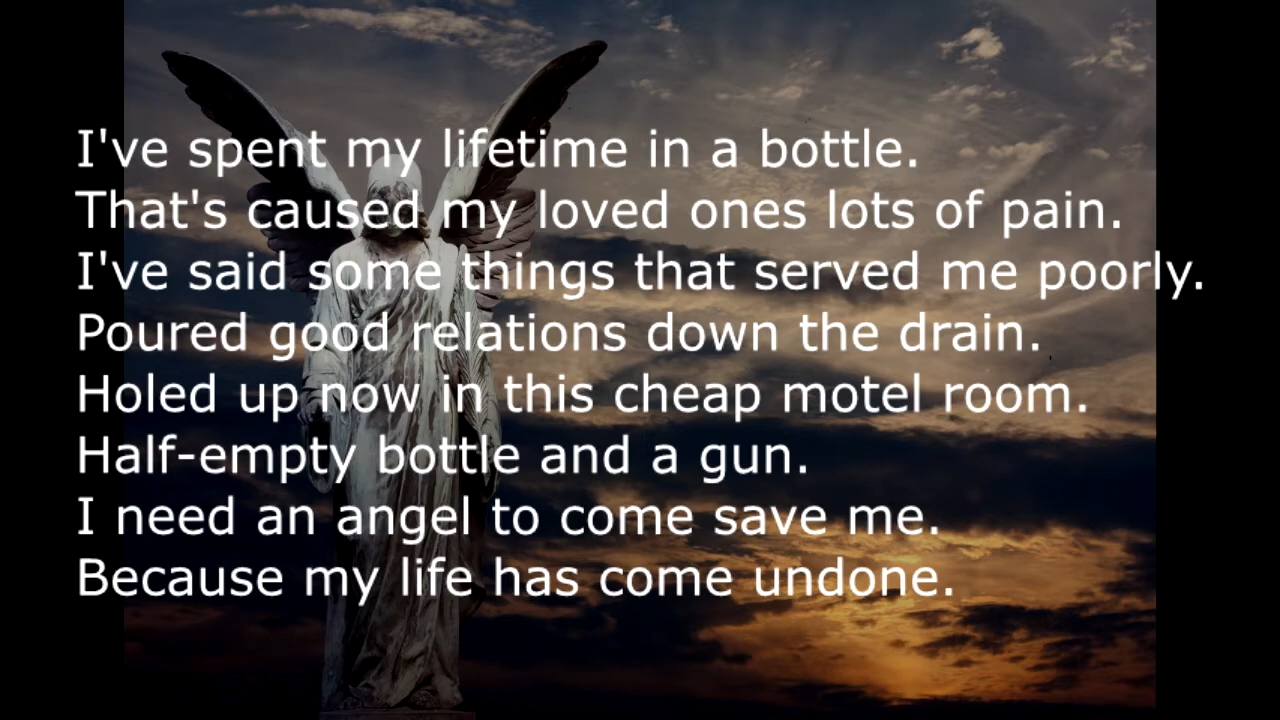 I've spent my lifetime in a bottle.
That's caused my loved ones lots of pain.
I've said some things that served me poorly.
Poured good relations down the drain.
Holed up now in this cheap motel room.
Half-empty bottle and a gun.
I need an angel to come save me.
Because my life has come undone.